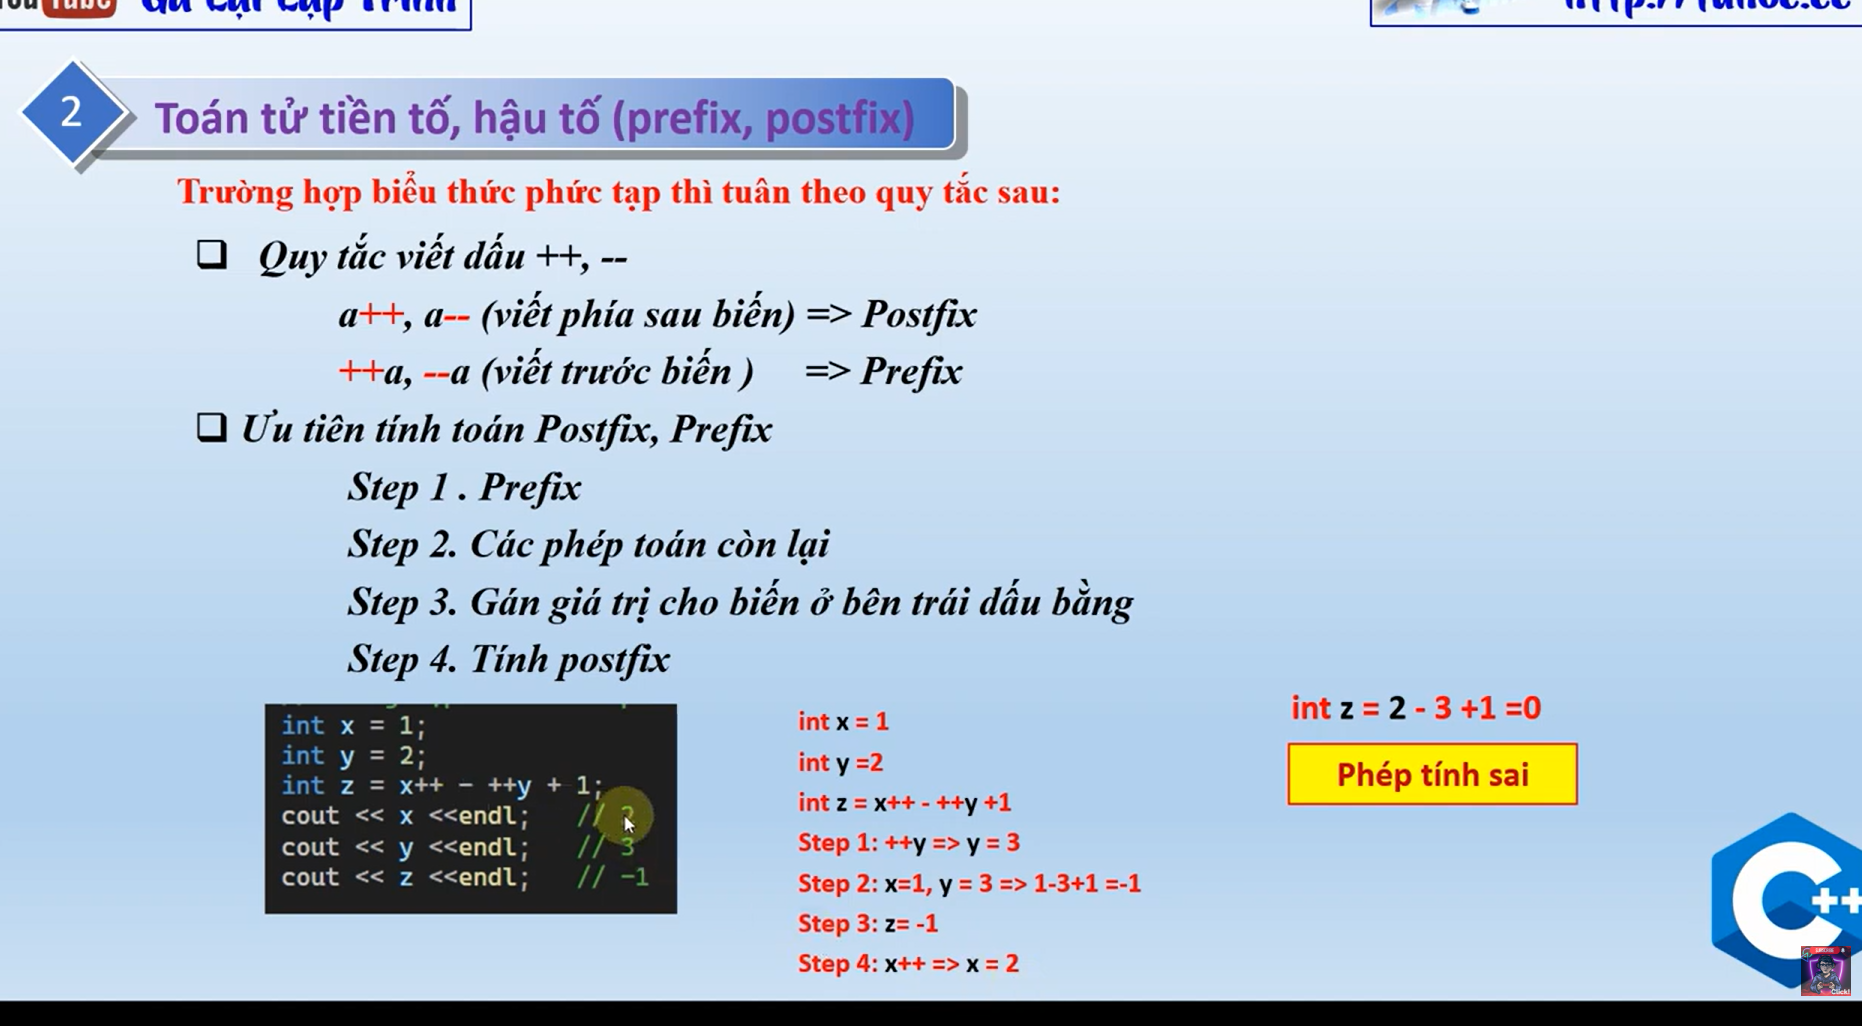 YouTube Gà Lại Lập Trình
2
Toán tử tiền tố, hậu tố (prefix, postfix)
Trường hợp biểu thức phức tạp thì tuân theo quy tắc sau:
Quy tắc viết dấu ++, --
a++, a-- (viết phía sau biến) => Postfix
++a, --a (viết trước biến ) => Prefix
Ưu tiên tính toán Postfix, Prefix
Step 1 . Prefix
Step 2. Các phép toán còn lại
Step 3. Gán giá trị cho biến ở bên trái dấu bằng
Step 4. Tính postfix
int x = 1;
int y = 2;
int z = x++ - ++y + 1;
cout << x <<endl; // 2
cout << y <<endl; // 3
cout << z <<endl; // -1
int x = 1
int y =2
int z = x++ - ++y +1
Step 1: ++y => y = 3
Step 2: x=1, y = 3 => 1-3+1 =-1
Step 3: z= -1
Step 4: x++ => x = 2
int z = 2 - 3 +1 =0
Phép tính sai
C++